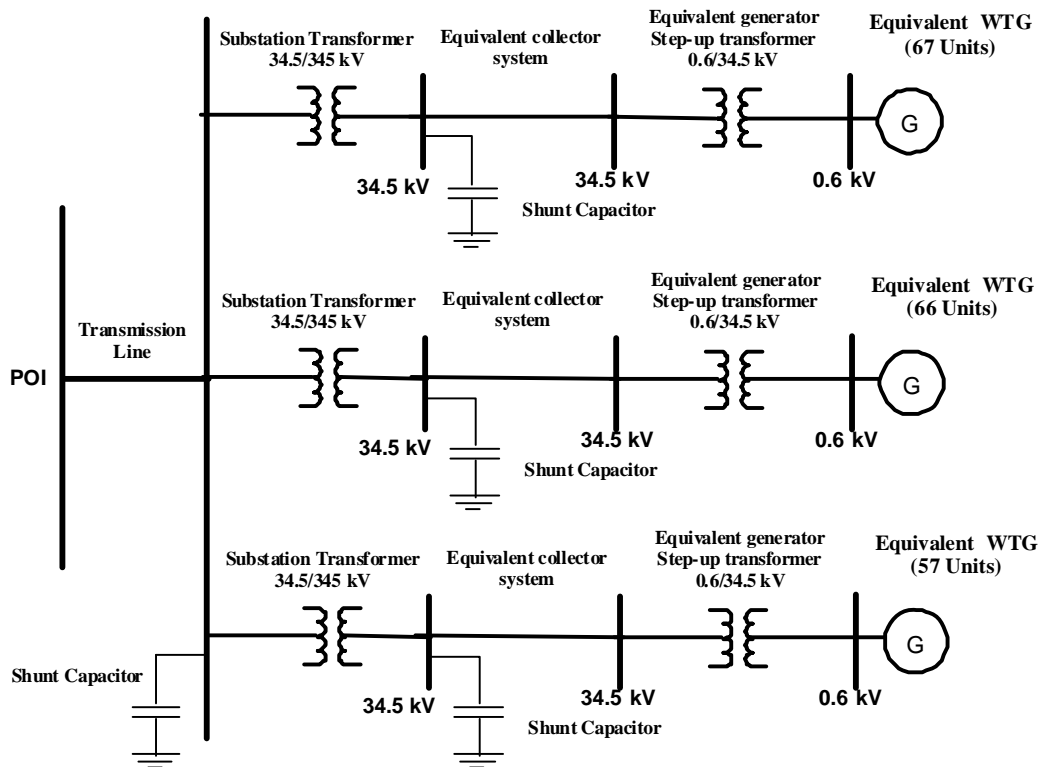 Equivalent WTG
(67 Units)
Substation Transformer
34.5/345 kV
Equivalent collector
system
Equivalent generator
Step-up transformer
0.6/34.5 kV
G
34.5 kV
34.5 kV
0.6 kV
Shunt Capacitor
Equivalent WTG
(66 Units)
Substation Transformer
34.5/345 kV
Equivalent collector
system
Equivalent generator
Step-up transformer
0.6/34.5 kV
Transmission
Line
POI
G
34.5 kV
34.5 kV
0.6 kV
Shunt Capacitor
Equivalent WTG
(57 Units)
Substation Transformer
34.5/345 kV
Equivalent collector
system
Equivalent generator
Step-up transformer
0.6/34.5 kV
G
Shunt Capacitor
34.5 kV
34.5 kV
0.6 kV
Shunt Capacitor